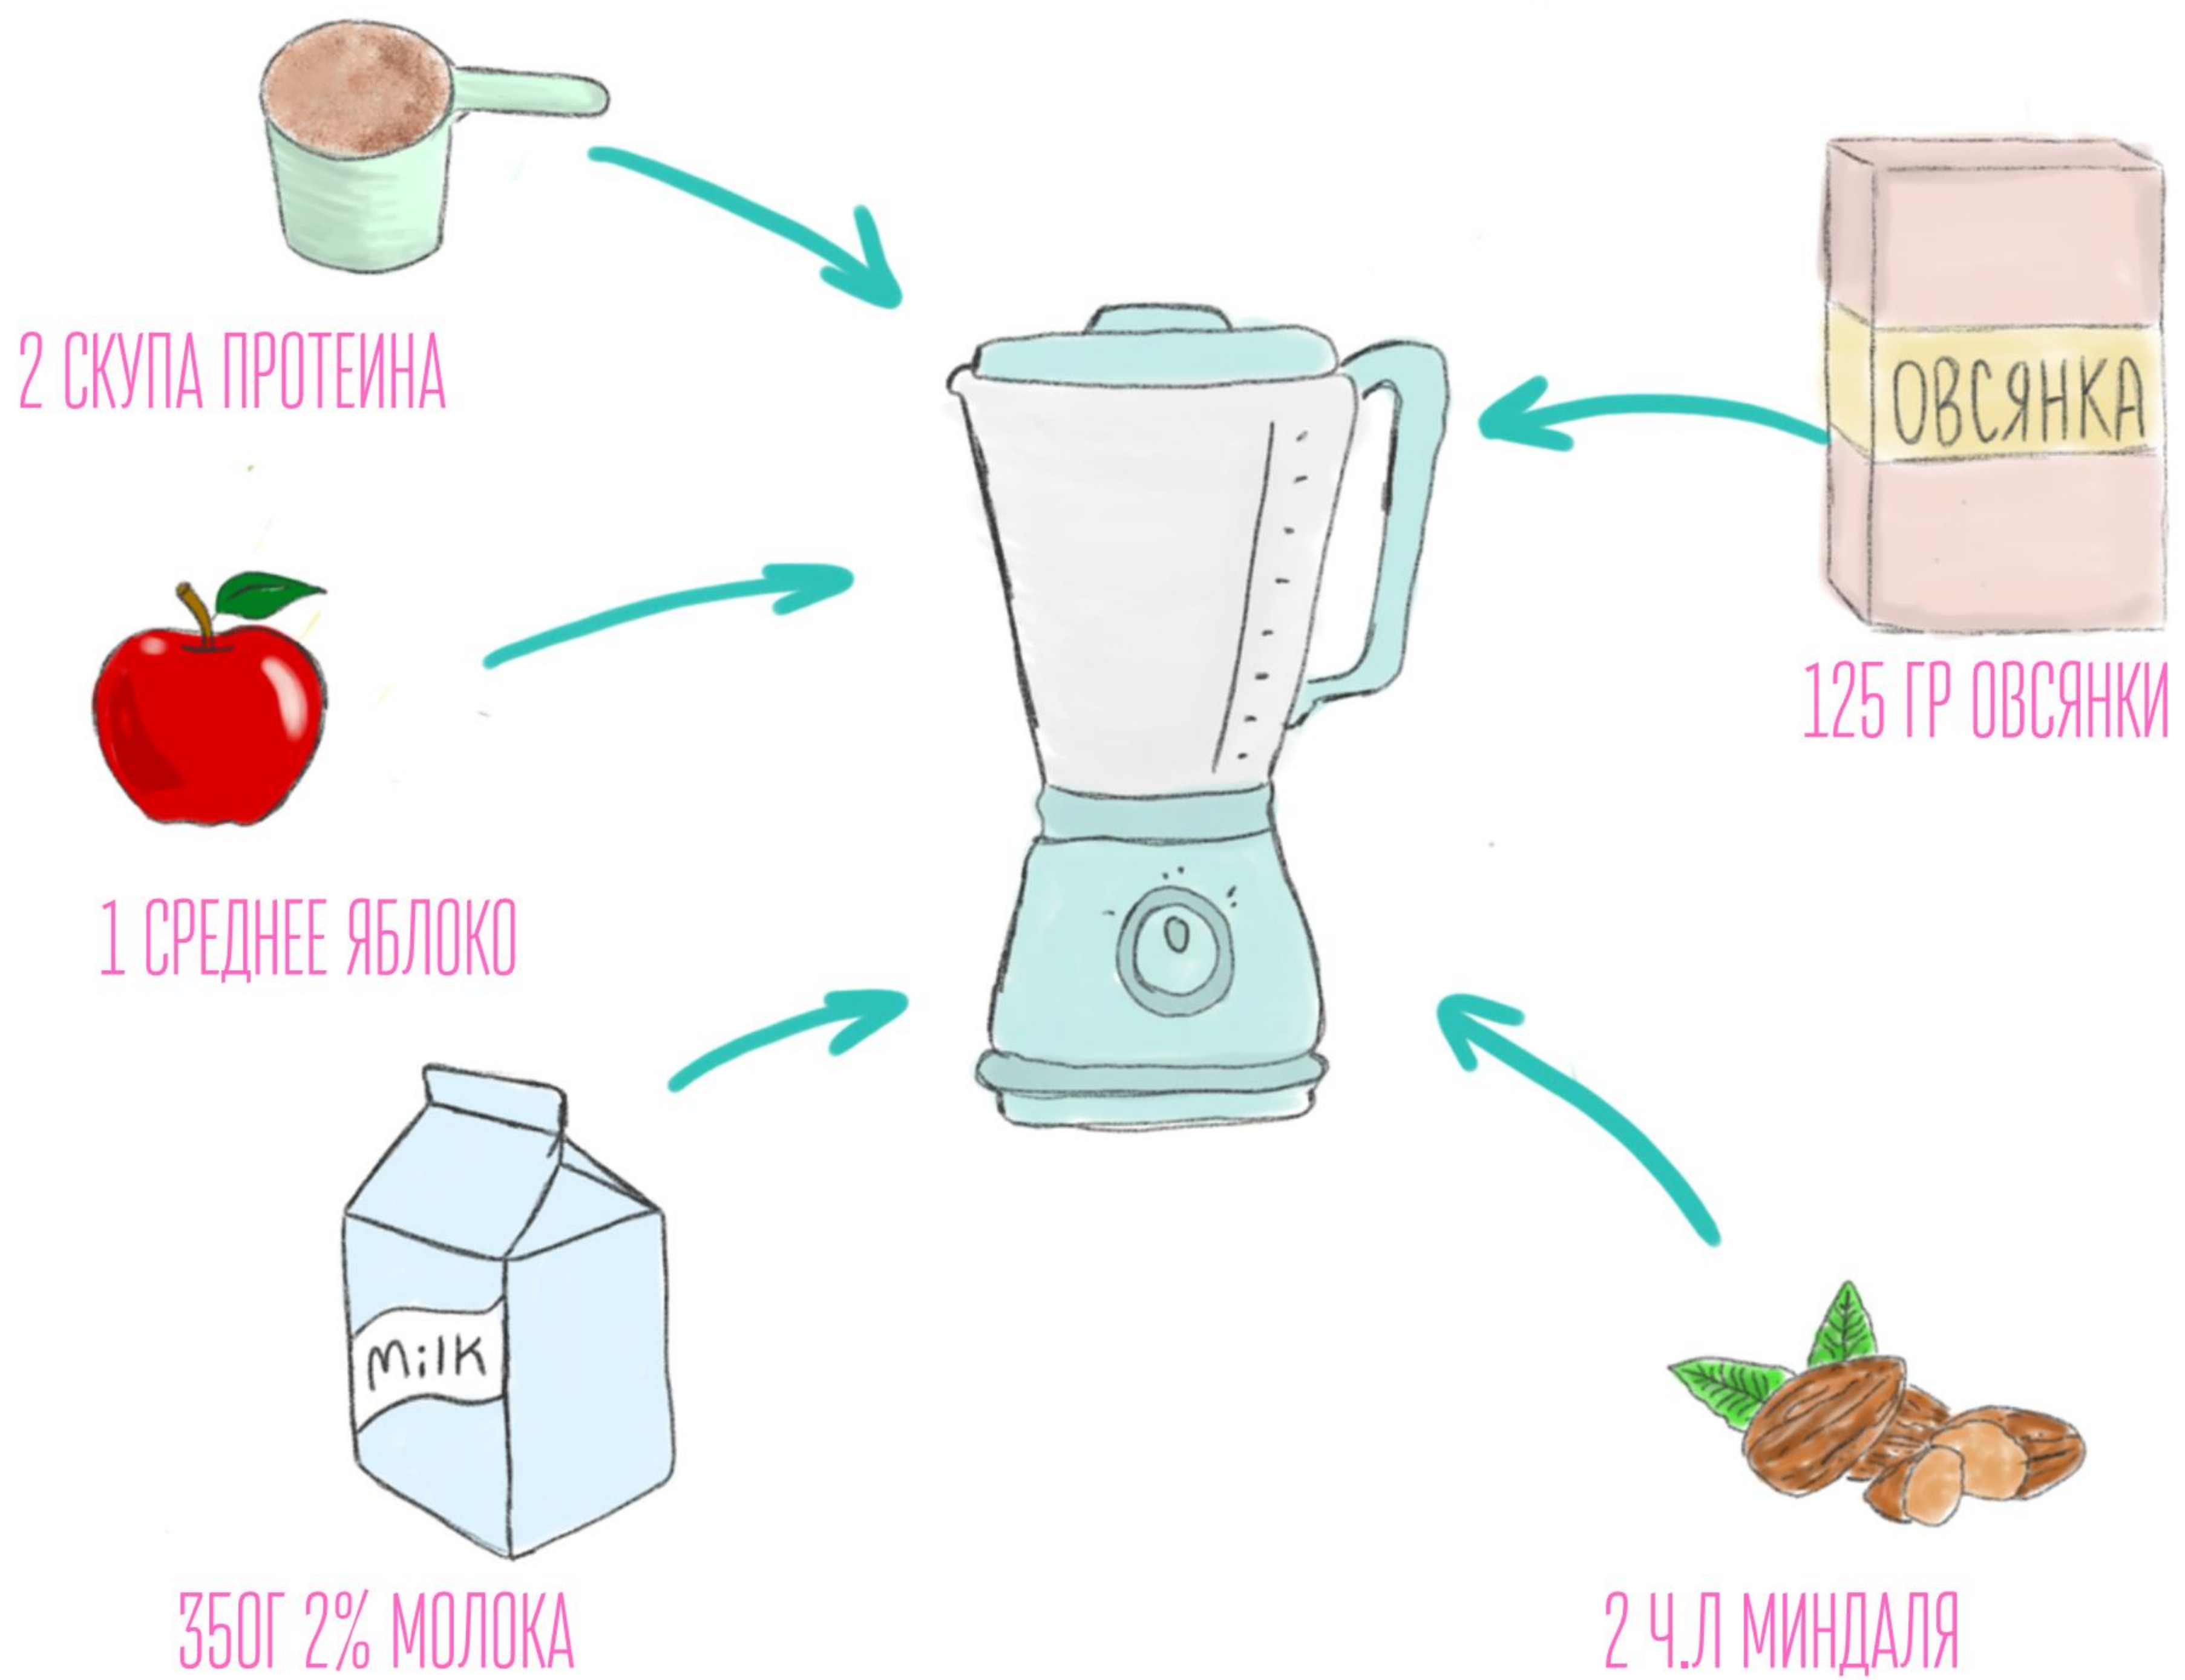 2 СКУПА ПРОТЕИНА
ОВСЯНКА
125 ГР ОВСЯНКИ
1 СРЕДНЕЕ ЯБЛОКО
Milk
350Г 2% МОЛОКА
2 Ч.Л МИНДАЛЯ